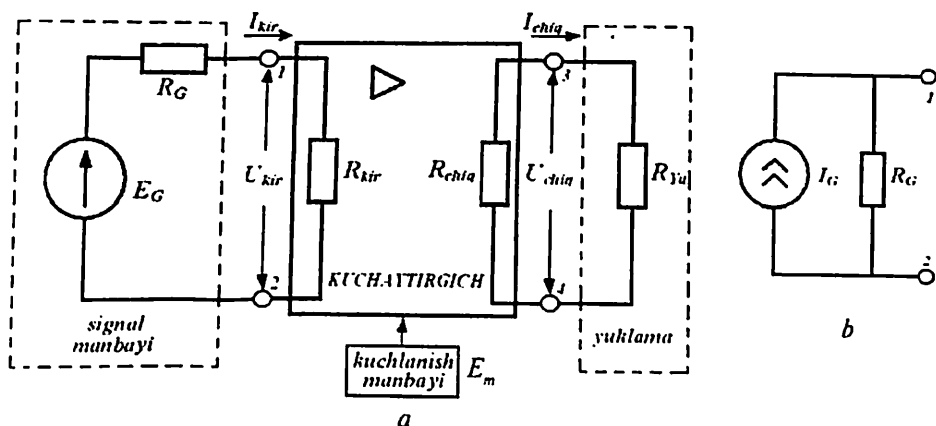 I_kir
I_chiq
1
3
R_G
E_G
U_kir
R_kir
R_chiq
U_chiq
R_Yu
2
4
KUCHAYTIRGICH
signal
manbayi
yuklama
kuchlanish
manbayi
E_m
a
1
I_G
R_G
2
b